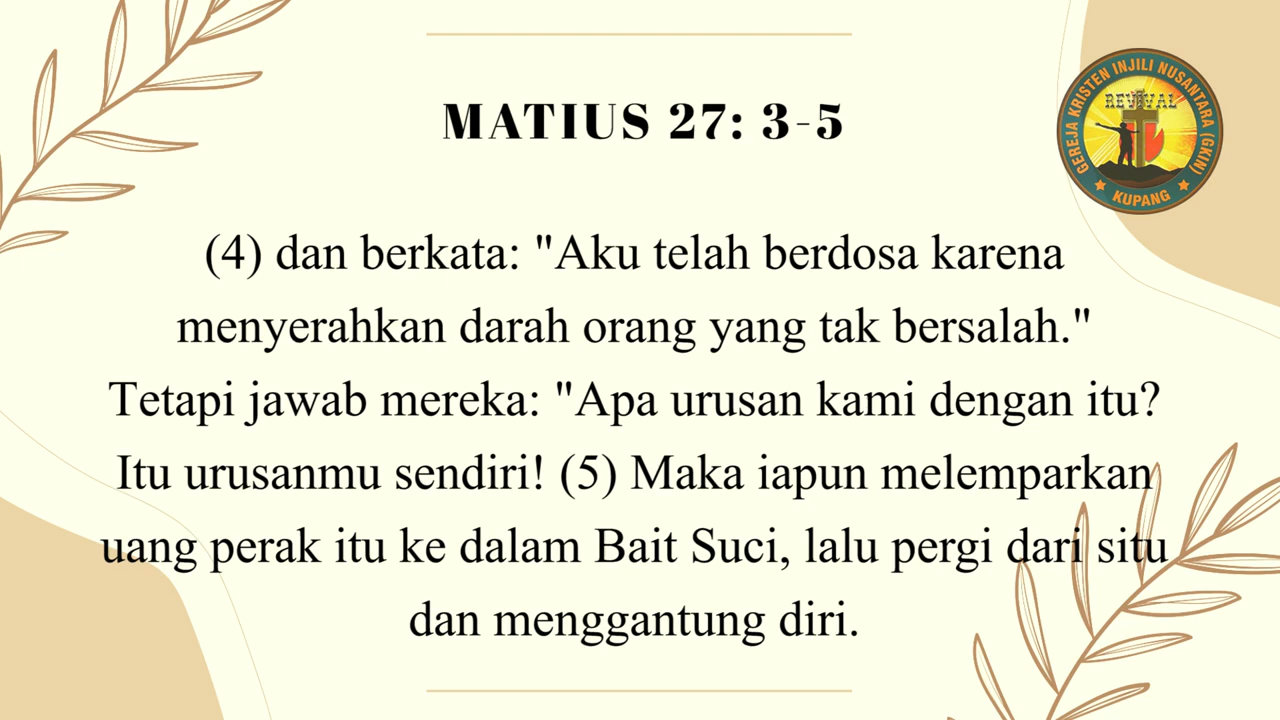 MATIUS 27: 3-5
GEREJA KRISTEN INJILI NUSANTARA (GKIN)
REVIVAL
KUPANG
(4) dan berkata: "Aku telah berdosa karena
menyerahkan darah orang yang tak bersalah."
Tetapi jawab mereka: "Apa urusan kami dengan itu?
Itu urusanmu sendiri! (5) Maka iapun melemparkan
uang perak itu ke dalam Bait Suci, lalu pergi dari situ
dan menggantung diri.